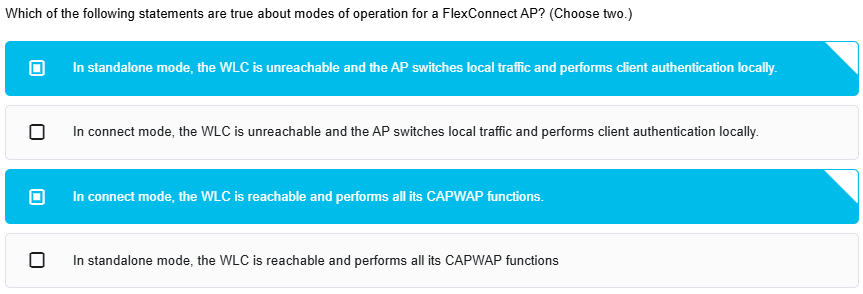 Which of the following statements are true about modes of operation for a FlexConnect AP? (Choose two.)
In standalone mode, the WLC is unreachable and the AP switches local traffic and performs client authentication locally.
In connect mode, the WLC is unreachable and the AP switches local traffic and performs client authentication locally.
In connect mode, the WLC is reachable and performs all its CAPWAP functions.
In standalone mode, the WLC is reachable and performs all its CAPWAP functions